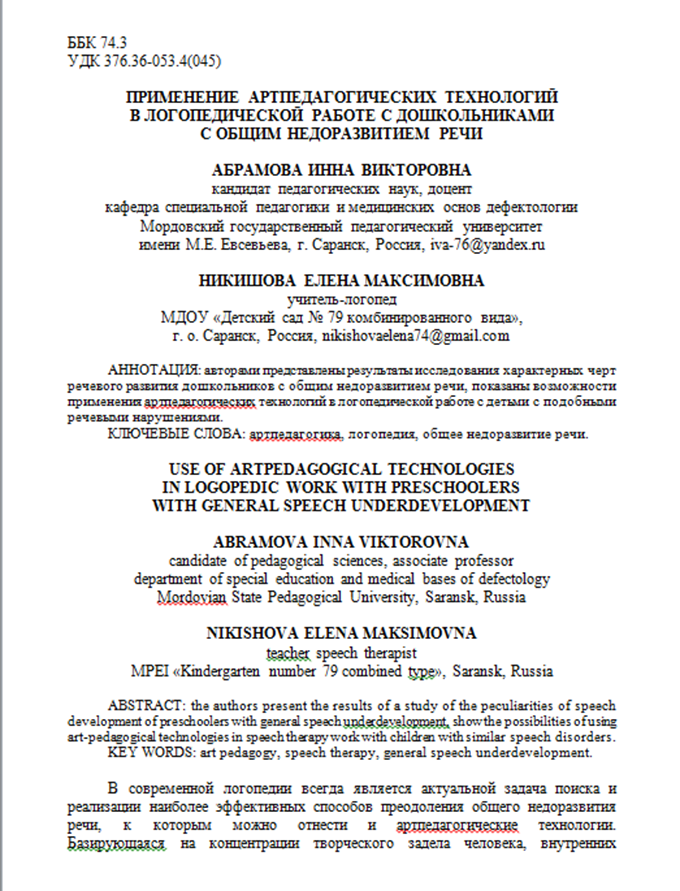 ББК 74.3
УДК 376.36-053.4(045)
ПРИМЕНЕНИЕ АРТПЕДАГОГИЧЕСКИХ ТЕХНОЛОГИЙ
В ЛОГОПЕДИЧЕСКОЙ РАБОТЕ С ДОШКОЛЬНИКАМИ
С ОБЩИМ НЕДОРАЗВИТИЕМ РЕЧИ
АБРАМОВА ИННА ВИКТОРОВНА
кандидат педагогических наук, доцент
кафедра специальной педагогики и медицинских основ дефектологии
Мордовский государственный педагогический университет
имени М.Е. Евсевьева, г. Саранск, Россия, iva-76@yandex.ru
НИКИШОВА ЕЛЕНА МАКСИМОВНА
учитель-логопед
МДОУ «Детский сад № 79 комбинированного вида»,
г. о. Саранск, Россия, nikishovaelena74@gmail.com
АННОТАЦИЯ: авторами представлены результаты исследования характерных черт
речевого развития дошкольников с общим недоразвитием речи, показаны возможности
применения артпедагогических технологий в логопедической работе с детьми с подобными
речевыми нарушениями.
КЛЮЧЕВЫЕ СЛОВА: артпедагогика, логопедия, общее недоразвитие речи.
USE OF ARTPEDAGOGICAL TECHNOLOGIES
IN LOGOPEDIC WORK WITH PRESCHOOLERS
WITH GENERAL SPEECH UNDERDEVELOPMENT
ABRAMOVA INNA VIKTOROVNA
candidate of pedagogical sciences, associate professor
department of special education and medical bases of defectology
Mordovian State Pedagogical University, Saransk, Russia
NIKISHOVA ELENA MAKSIMOVNA
teacher speech therapist
MPEI «Kindergarten number 79 combined type», Saransk, Russia
ABSTRACT: the authors present the results of a study of the peculiarities of speech
development of preschoolers with general speech underdevelopment, show the possibilities of using
art-pedagogical technologies in speech therapy work with children with similar speech disorders.
KEY WORDS: art pedagogy, speech therapy, general speech underdevelopment.
В современной логопедии всегда является актуальной задача поиска и
реализации наиболее эффективных способов преодоления общего недоразвития
речи, к которым можно отнести и артпедагогические технологии.
Базирующаяся на концентрации творческого задела человека, внутренних